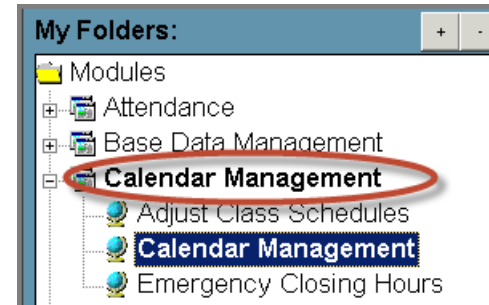 My Folders: + -
Modules
Attendance
Base Data Management
Calendar Management
Adjust Class Schedules
Calendar Management
Emergency Closing Hours